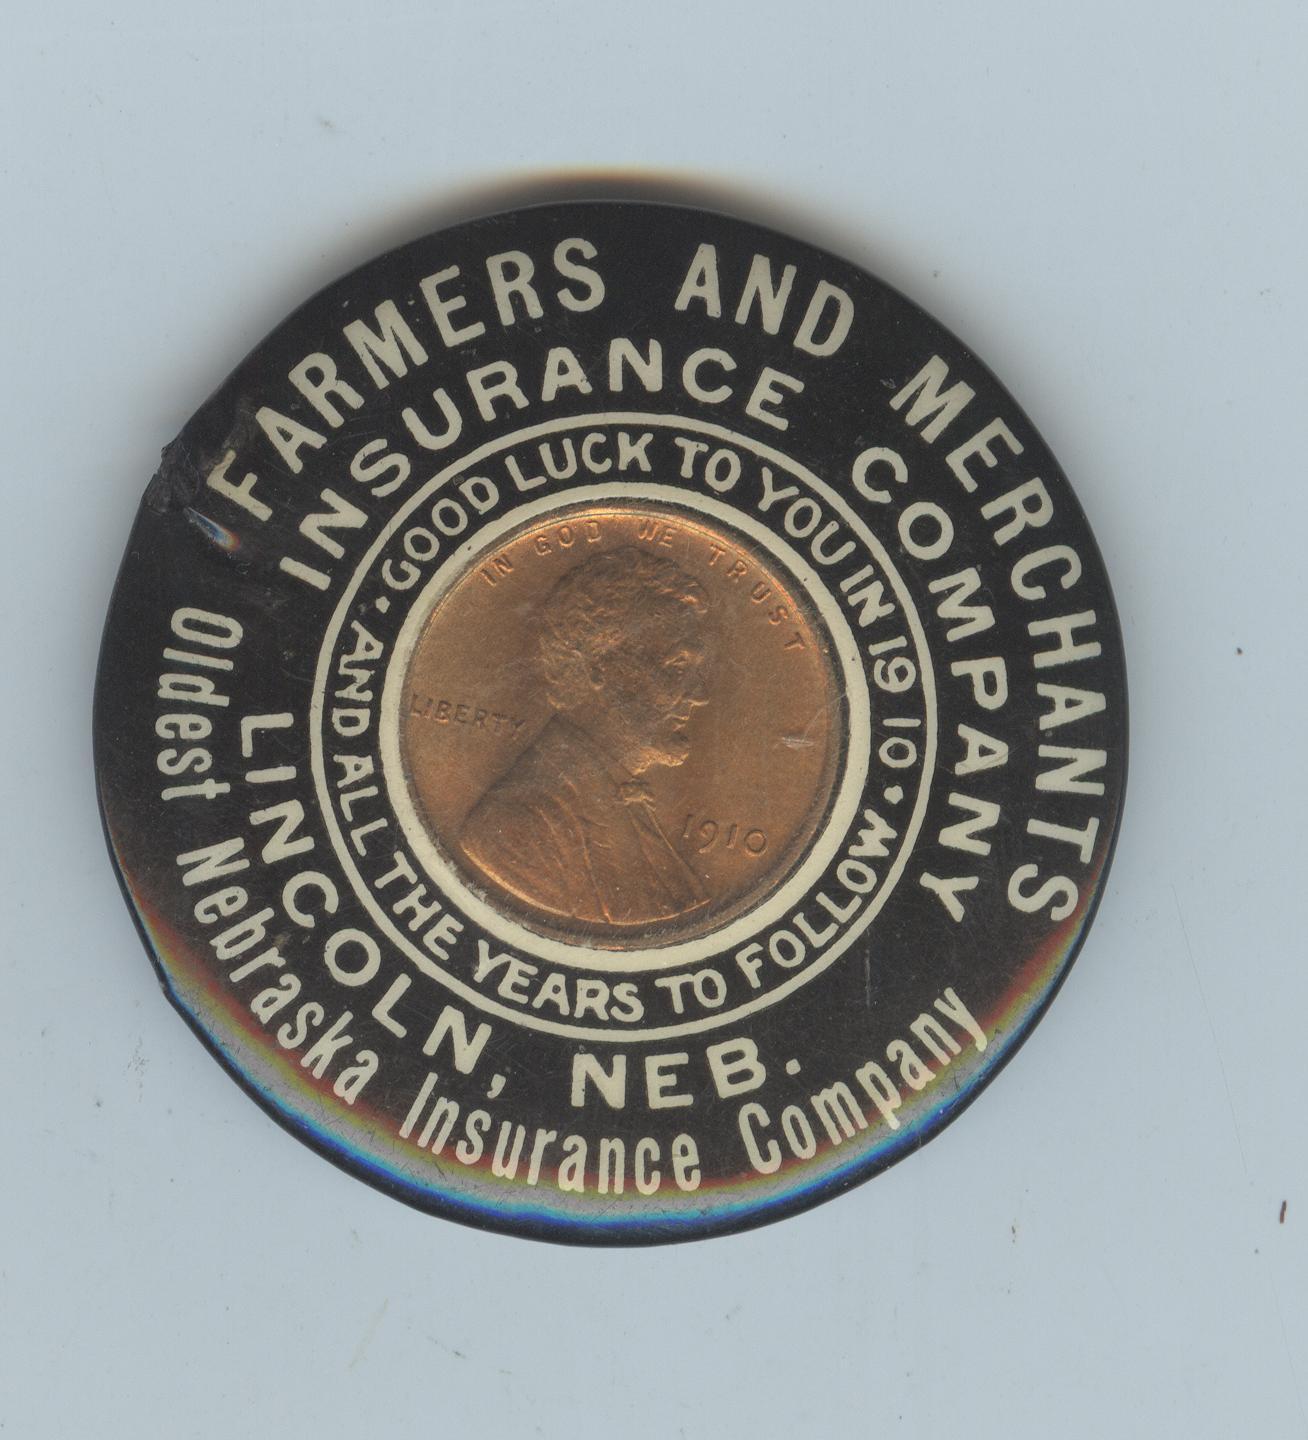 FARMERS AND MERCHANTS
INSURANCE COMPANY
LINCOLN, NEB.
Oldest Nebraska Insurance Company
• GOOD LUCK TO YOU IN 1910 •
AND ALL THE YEARS TO FOLLOW
IN GOD WE TRUST
LIBERTY
1910